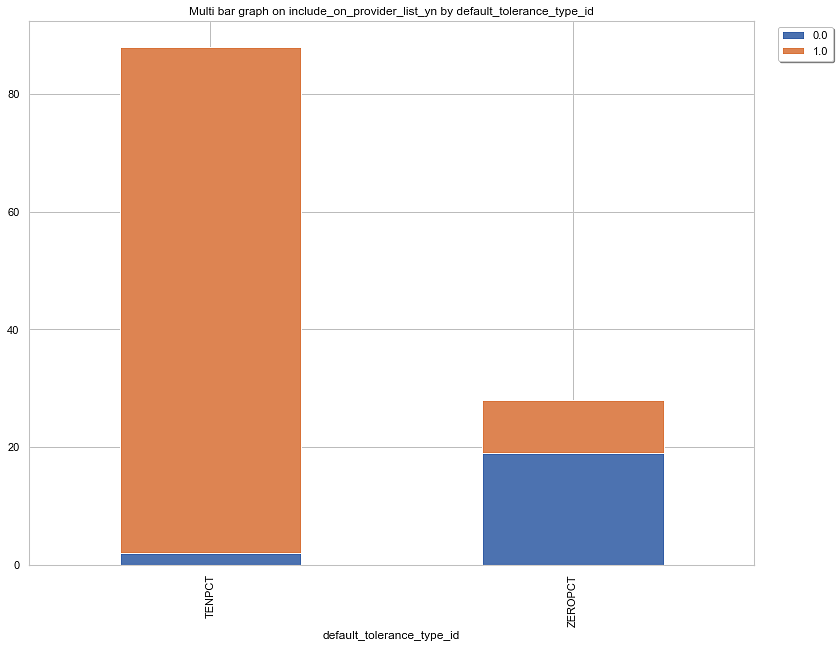 Multi bar graph on include_on_provider_list_yn by default_tolerance_type_id
0.0
1.0
80
60
40
20
0
TENPCT
ZEROPCT
default_tolerance_type_id